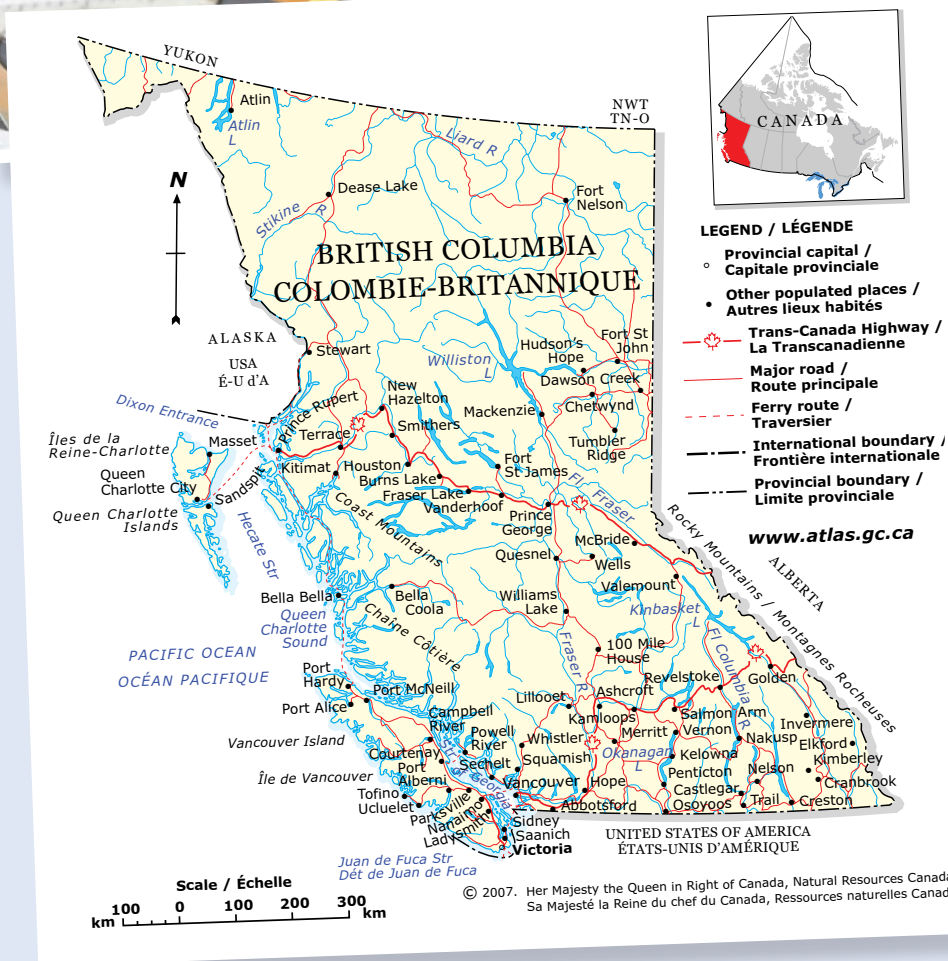 YUKON
NWT
TN-O
CANADA
Atlin
Atlin
L
Liard R
N
Dease Lake
Fort
Nelson
Stikine R
BRITISH COLUMBIA
COLOMBIE-BRITANNIQUE
LEGEND / LÉGENDE
Provincial capital /
Capitale provinciale
Other populated places /
Autres lieux habités
Trans-Canada Highway /
La Transcanadienne
Major road /
Route principale
Ferry route /
Traversier
International boundary /
Frontière internationale
Provincial boundary /
Limite provinciale
www.atlas.gc.ca
ALASKA
USA
É-U d'A
Stewart
Williston
L
Hudson's
Hope
Fort St
John
Dawson Creek
Chetwynd
Mackenzie
Tumbler
Ridge
Dixon Entrance
Prince Rupert
New
Hazelton
Terrace
Smithers
Îles de la
Reine-Charlotte
Masset
Queen
Charlotte City
Sandspit
Queen Charlotte
Islands
Kitimat
Houston
Burns Lake
Fraser Lake
Fort
St James
Vanderhoof
Fl Fraser
Prince
George
Hecate Str
Coast Mountains
McBride
Quesnel
Wells
Valemount
Rocky Mountains / Montagnes Rocheuses
ALBERTA
Bella Bella
Bella
Coola
Williams
Lake
Kinbasket
L
Queen
Charlotte
Sound
Chaîne Côtière
PACIFIC OCEAN
OCÉAN PACIFIQUE
Fraser R
100 Mile
House
Fl Columbia R
Port
Hardy
Port McNeill
Port Alice
Lillooet
Ashcroft
Revelstoke
Golden
Campbell
River
Kamloops
Salmon Arm
Invermere
Vancouver Island
Powell
River
Whistler
Merritt
Vernon
Nakusp
Elkford
Courtenay
Str of Georgia
Sechelt
Squamish
Okanagan
L
Kelowna
Kimberley
Île de Vancouver
Port
Alberni
Vancouver
Hope
Penticton
Nelson
Cranbrook
Tofino
Castlegar
Ucluelet
Parksville
Nanaimo
Ladysmith
Abbotsford
Osoyoos
Trail
Creston
Sidney
Saanich
Victoria
UNITED STATES OF AMERICA
ÉTATS-UNIS D'AMÉRIQUE
Juan de Fuca Str
Dét de Juan de Fuca
Scale / Échelle
100 0 100 200 300
km km
© 2007. Her Majesty the Queen in Right of Canada, Natural Resources Canada
Sa Majesté la Reine du chef du Canada, Ressources naturelles Canad